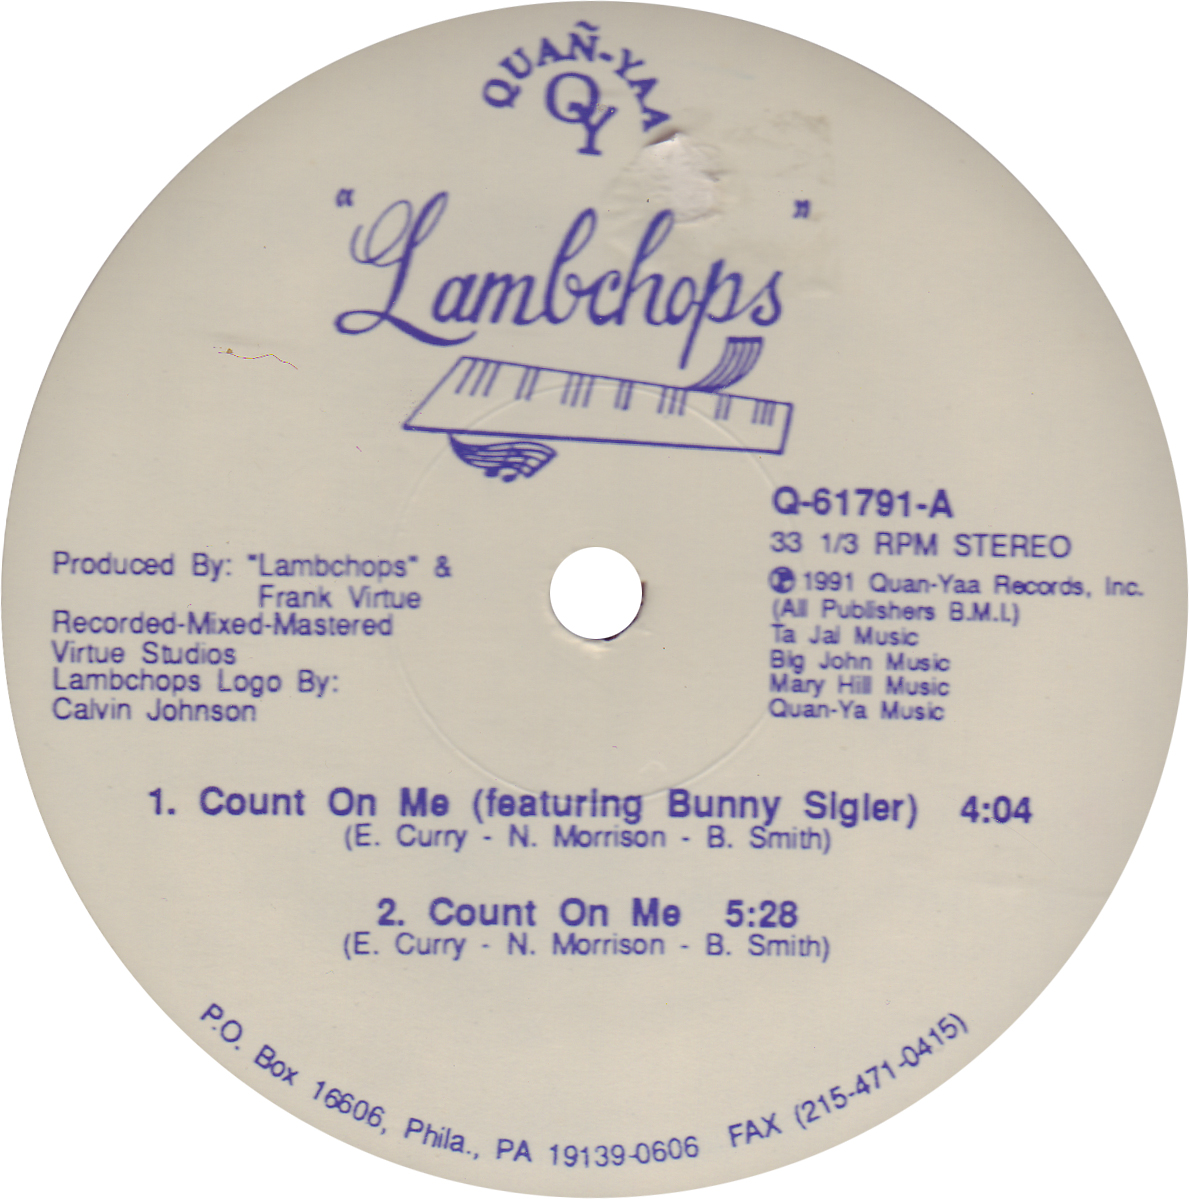 QUAÑ-YAA
QY
"Lambchops"
Q-61791-A
33 1/3 RPM STEREO
℗ 1991 Quan-Yaa Records, Inc.
(All Publishers B.M.I.)
Ta Jai Music
Big John Music
Mary Hill Music
Quan-Ya Music
Produced By: "Lambchops" &
Frank Virtue
Recorded-Mixed-Mastered
Virtue Studios
Lambchops Logo By:
Calvin Johnson
1. Count On Me (featuring Bunny Sigler) 4:04
(E. Curry - N. Morrison - B. Smith)
2. Count On Me 5:28
(E. Curry - N. Morrison - B. Smith)
P.O. Box 16606, Phila., PA 19139-0606 FAX (215-471-0415)